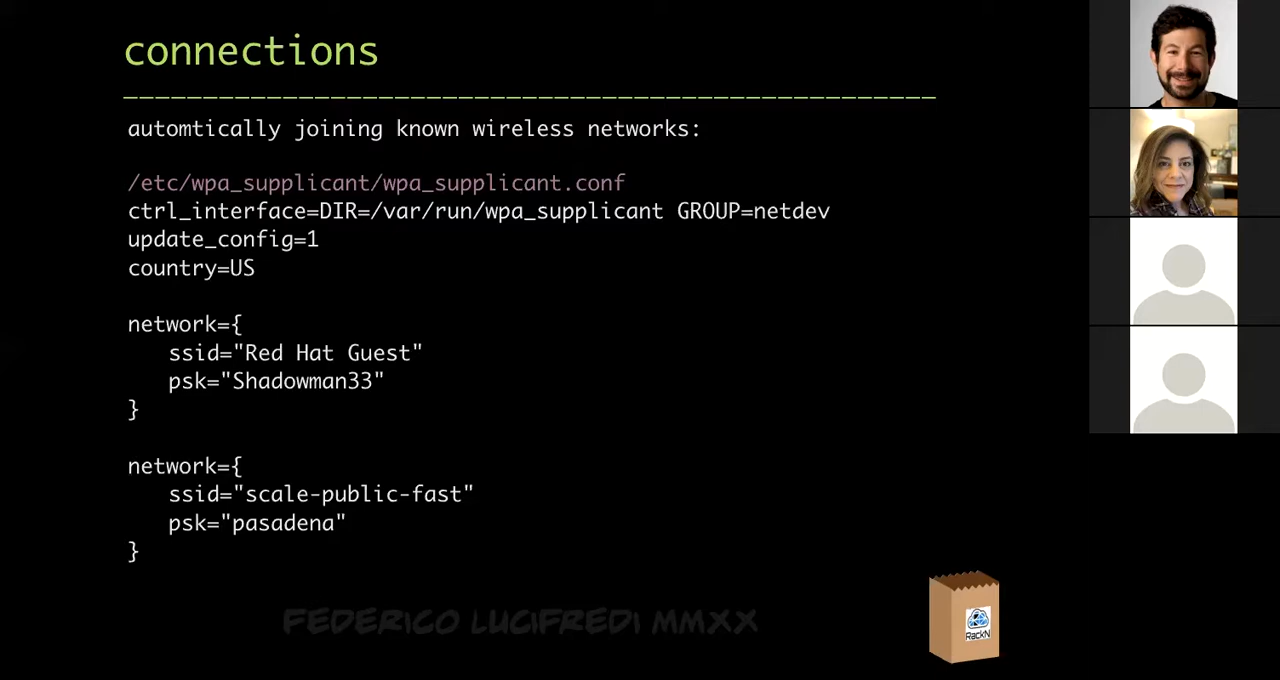 connections
automtically joining known wireless networks:
/etc/wpa_supplicant/wpa_supplicant.conf
ctrl_interface=DIR=/var/run/wpa_supplicant GROUP=netdev
update_config=1
country=US
network={
ssid="Red Hat Guest"
psk="Shadowman33"
}
network={
ssid="scale-public-fast"
psk="pasadena"
}
FEDERICO LUCIFREDI MMXX
RackN